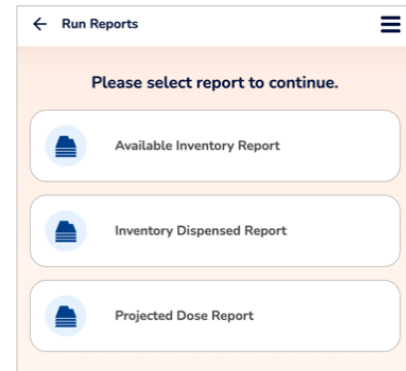 Run Reports
Please select report to continue.
Available Inventory Report
Inventory Dispensed Report
Projected Dose Report